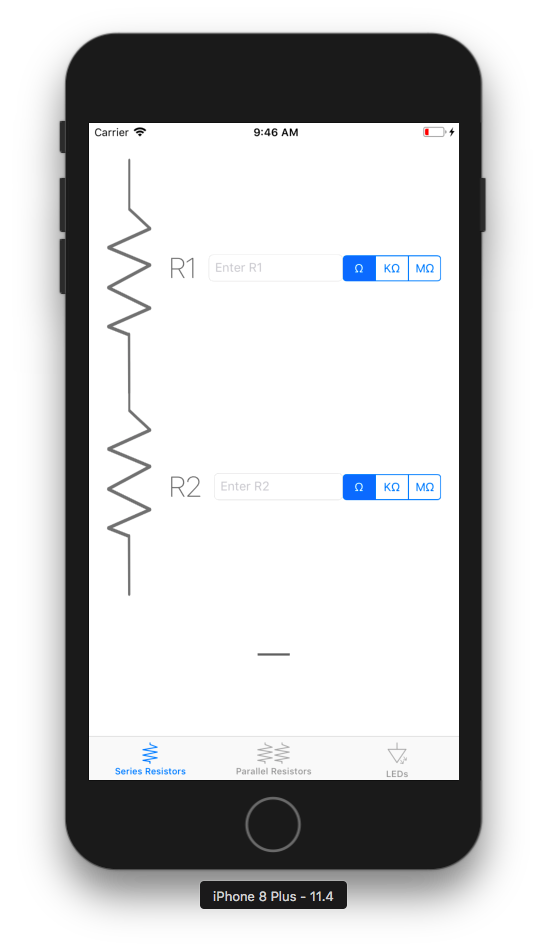 Carrier 9:46 AM
R1 Enter R1 Ω KΩ MΩ
R2 Enter R2 Ω KΩ MΩ
Series Resistors Parallel Resistors LEDs
iPhone 8 Plus - 11.4